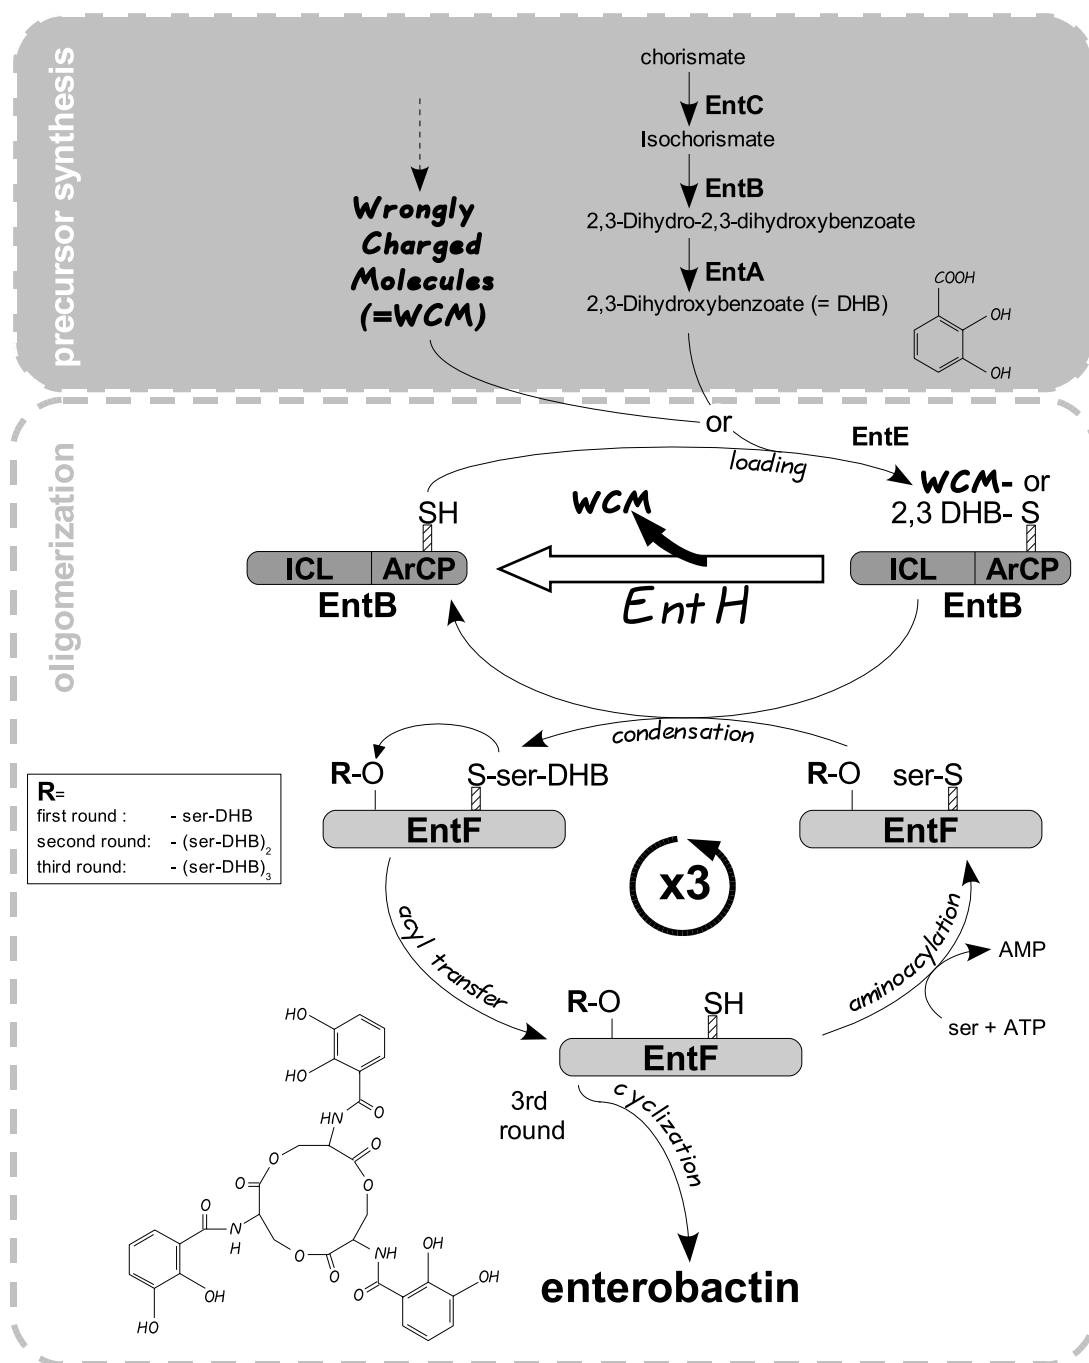 precursor synthesis
chorismate
EntC
Isochorismate
EntB
2,3-Dihydro-2,3-dihydroxybenzoate
EntA
2,3-Dihydroxybenzoate (= DHB)
Wrongly
Charged
Molecules
(=WCM)
COOH
OH
OH
oligomerization
or
EntE
loading
WCM- or
2,3 DHB- S
SH
WCM
ICL
ArCP
EntB
EntH
ICL
ArCP
EntB
condensation
R-O
S-ser-DHB
EntF
R-O
ser-S
EntF
R=
first round : - ser-DHB
second round: - (ser-DHB)2
third round: - (ser-DHB)3
x3
acyl transfer
aminoacylation
AMP
ser + ATP
R-O
SH
EntF
3rd
round
cyclization
enterobactin
HO
HO
HN
O
O
O
O
O
O
N
H
O
O
NH
O
OH
OH
OH
HO